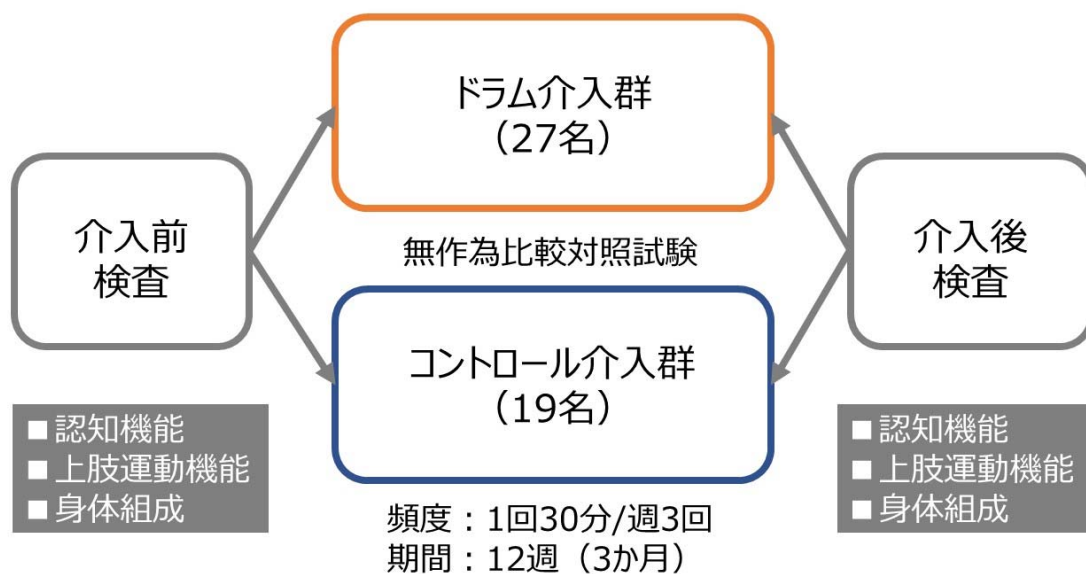 介入前
検査
■認知機能
■上肢運動機能
■身体組成
ドラム介入群
（27名）
無作為比較対照試験
コントロール介入群
（19名）
頻度：1回30分/週3回
期間：12週（3か月）
介入後
検査
■認知機能
■上肢運動機能
■身体組成